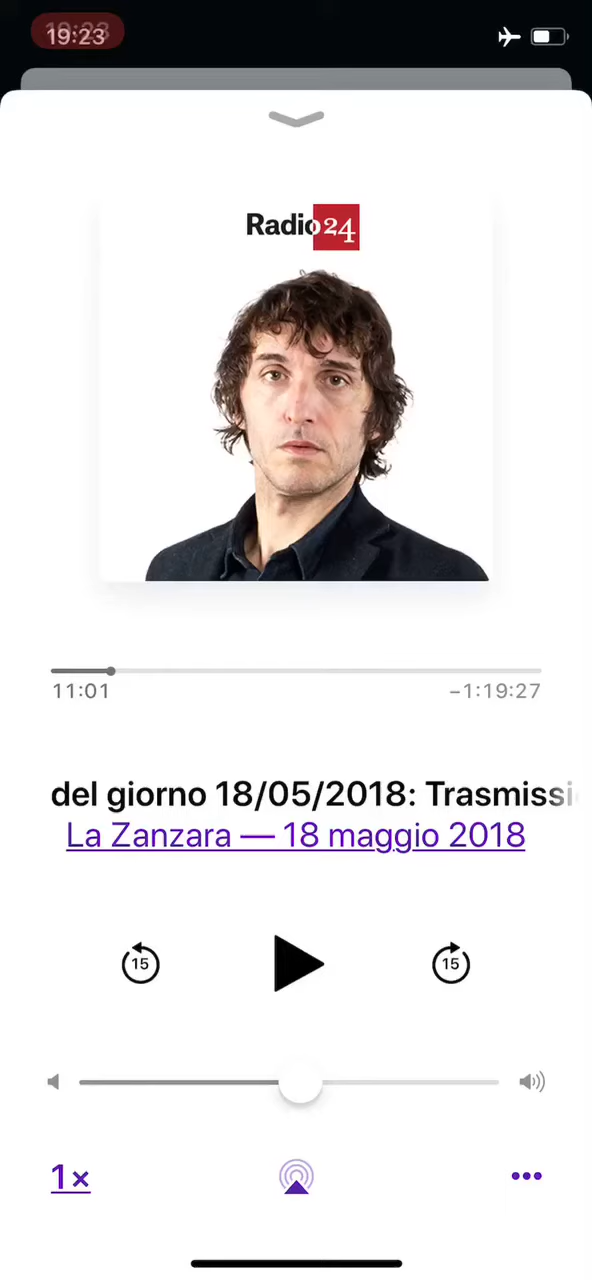 19:23
Radio24
11:01
−1:19:27
del giorno 18/05/2018: Trasmissi
La Zanzara — 18 maggio 2018
15
15
1×